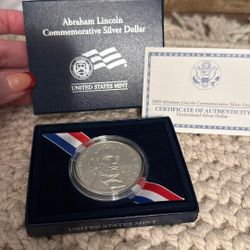 Abraham Lincoln
Commemorative Silver Dollar
UNITED STATES MINT
2009 Abraham Lincoln Commemorative Silver Dollar
CERTIFICATE OF AUTHENTICITY
Uncirculated Silver Dollar
UNITED STATES MINT